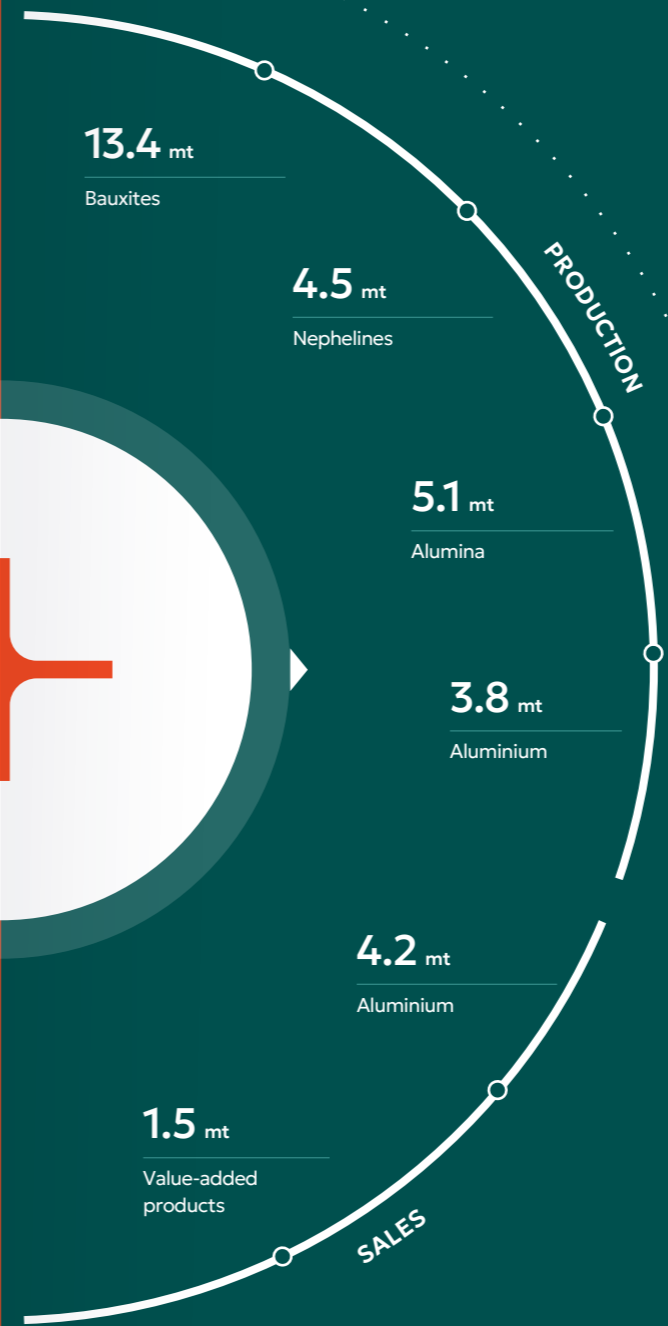 13.4 mt
Bauxites
4.5 mt
Nephelines
PRODUCTION
5.1 mt
Alumina
3.8 mt
Aluminium
4.2 mt
Aluminium
1.5 mt
Value-added
products
SALES